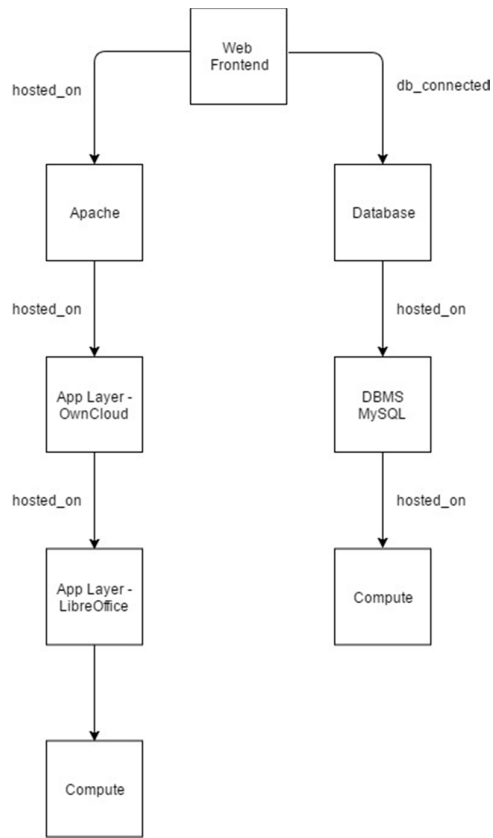 Web
Frontend
hosted_on
db_connected
Apache
Database
hosted_on
hosted_on
App Layer -
OwnCloud
DBMS
MySQL
hosted_on
hosted_on
App Layer -
LibreOffice
Compute
Compute